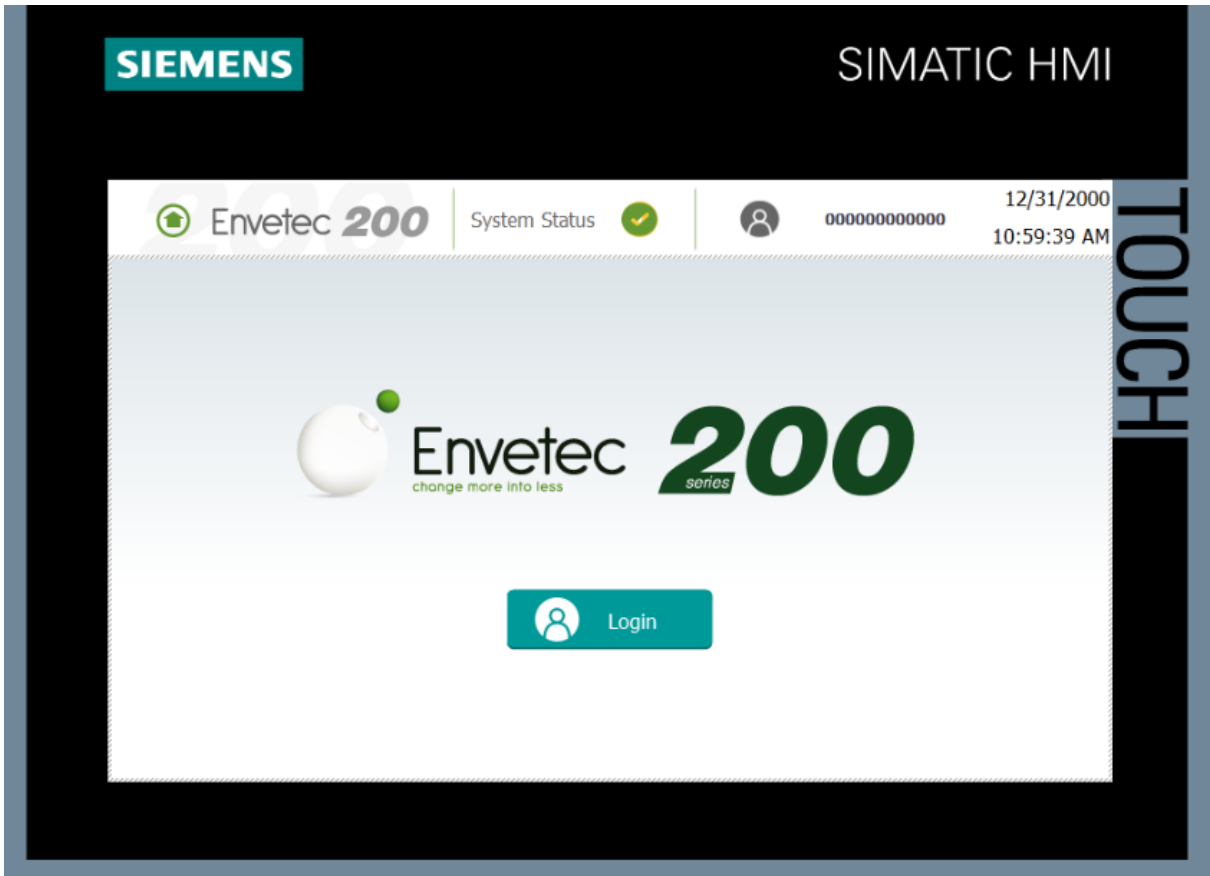 SIEMENS
SIMATIC HMI
TOUCH
200
Envetec 200
System Status
000000000000
12/31/2000
10:59:39 AM
Envetec
change more into less
200
series
Login